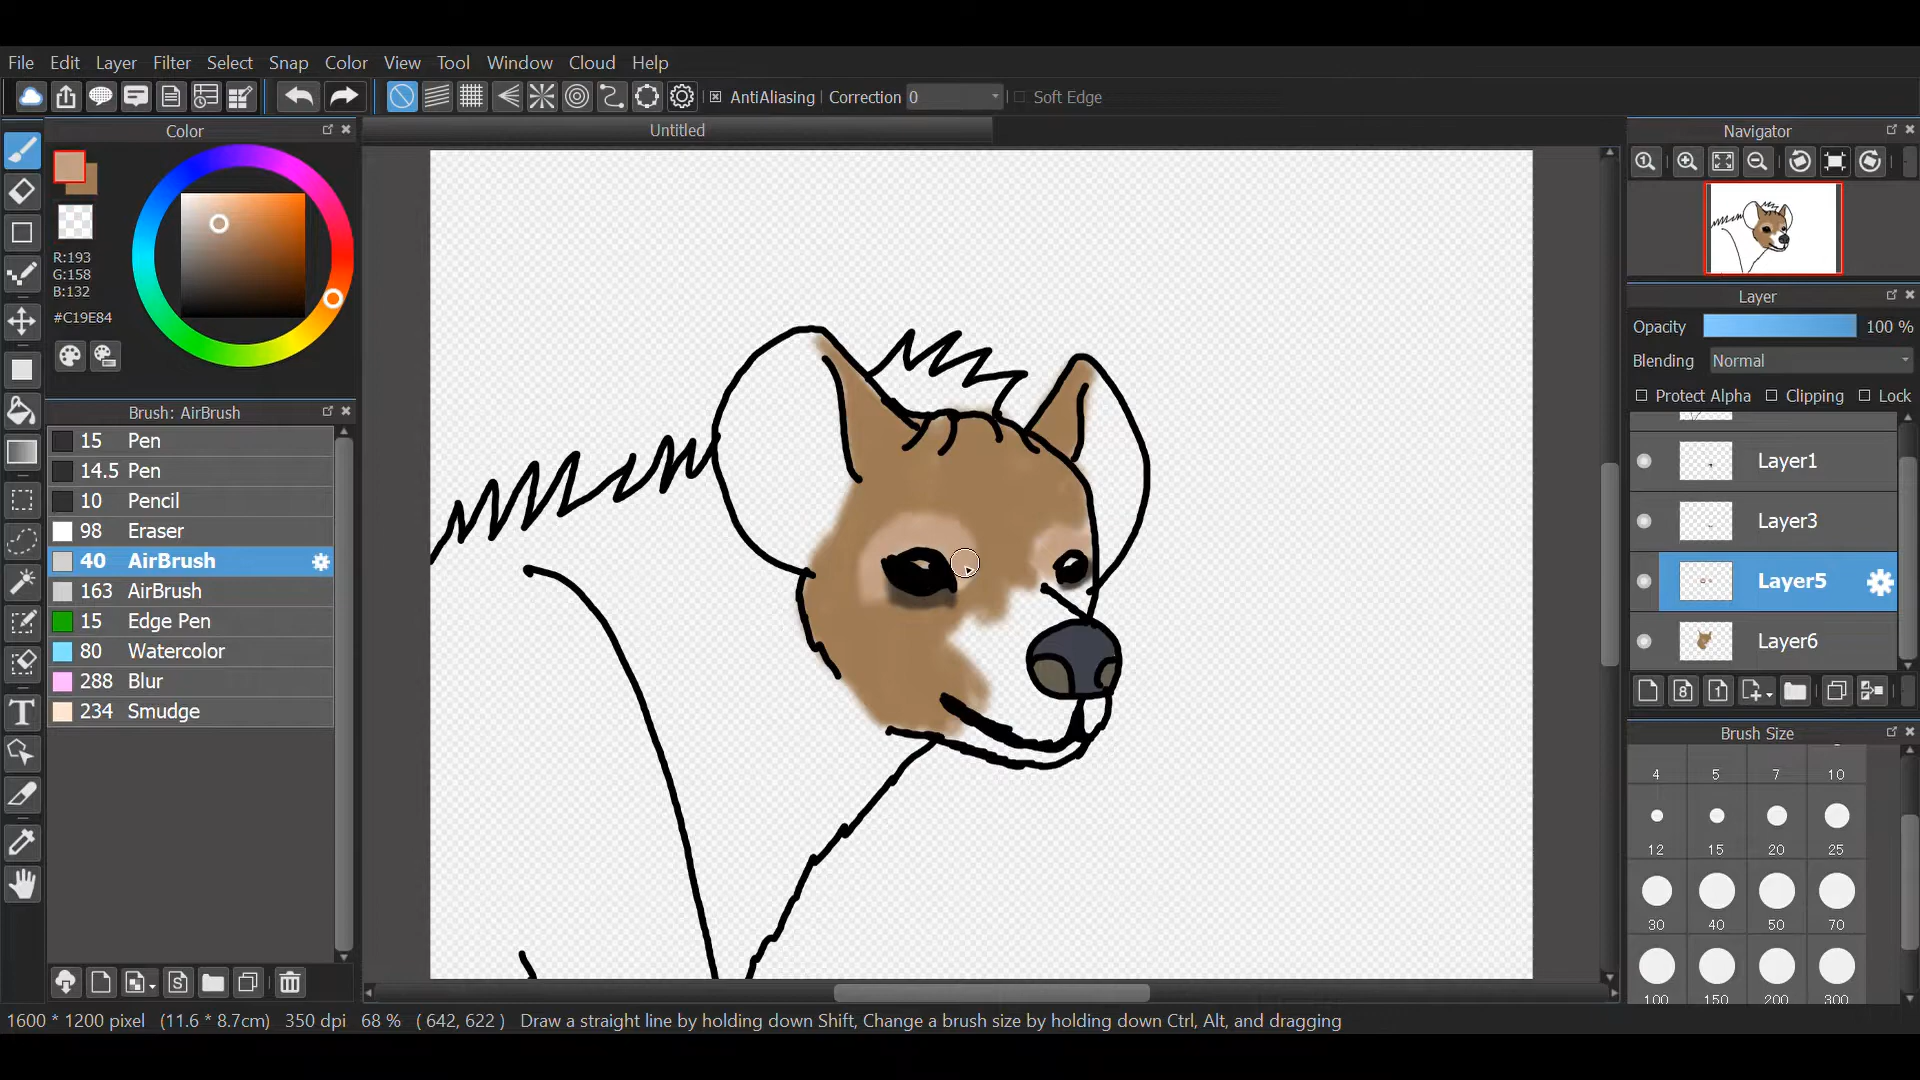 File Edit Layer Filter Select Snap Color View Tool Window Cloud Help
AntiAliasing Correction 0 Soft Edge
Color
Untitled
Navigator
R:193
G:158
B:132
#C19E84
Brush: AirBrush
15 Pen
14.5 Pen
10 Pencil
98 Eraser
40 AirBrush
163 AirBrush
15 Edge Pen
80 Watercolor
288 Blur
234 Smudge
Layer
Opacity 100 %
Blending Normal
Protect Alpha Clipping Lock
Layer1
Layer3
Layer5
Layer6
Brush Size
4 5 7 10
12 15 20 25
30 40 50 70
100 150 200 300
1600 * 1200 pixel (11.6 * 8.7cm) 350 dpi 68 % ( 642, 622 ) Draw a straight line by holding down Shift, Change a brush size by holding down Ctrl, Alt, and dragging